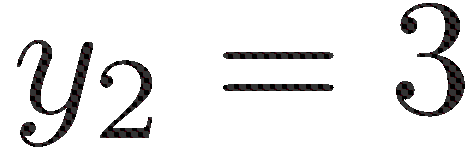 y₂ = 3